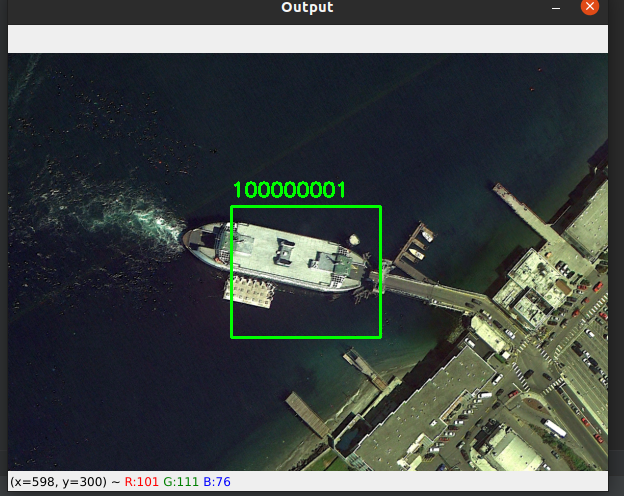 Output
100000001
(x=598, y=300) ~ R:101 G:111 B:76